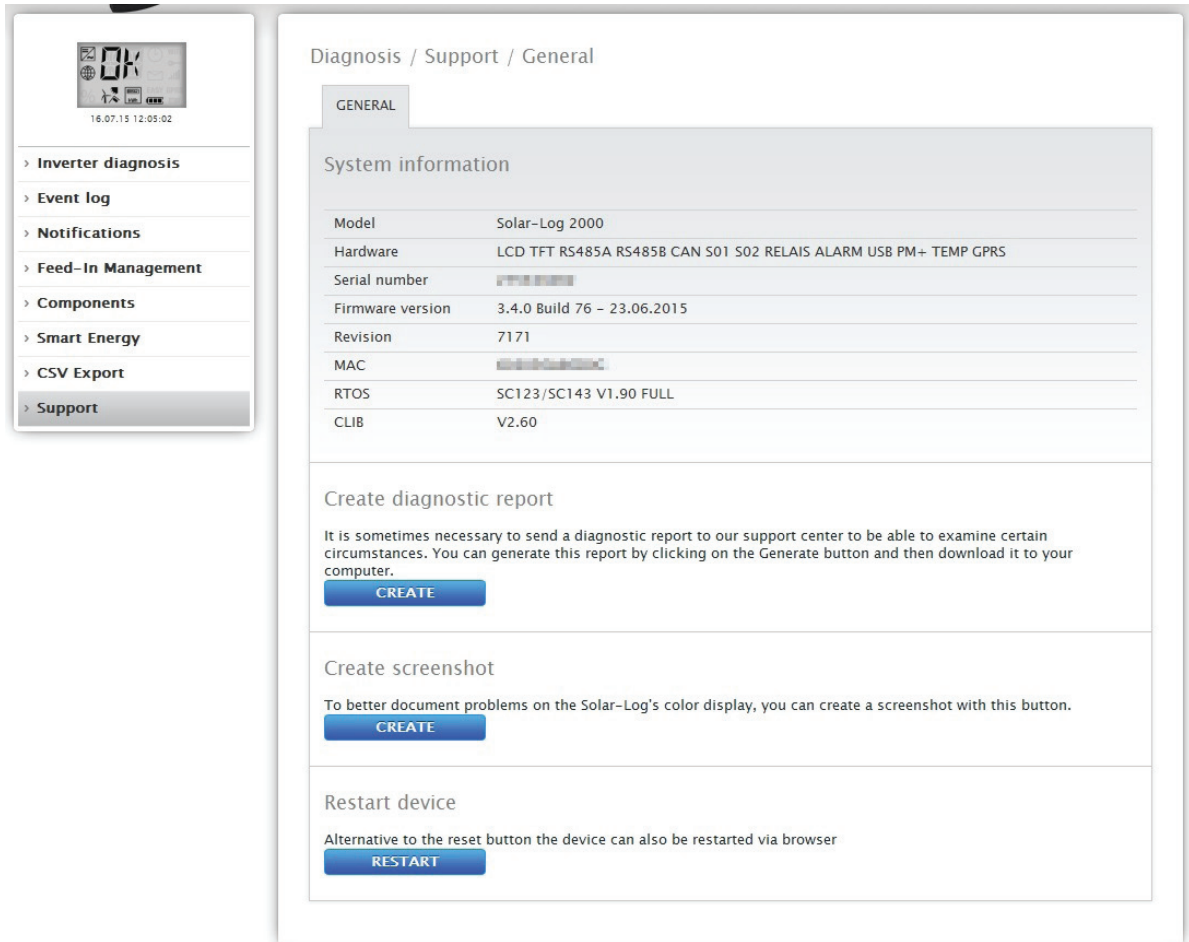 OK
16.07.15 12:05:02
› Inverter diagnosis
› Event log
› Notifications
› Feed-In Management
› Components
› Smart Energy
› CSV Export
› Support
Diagnosis / Support / General
GENERAL
System information
Model Solar-Log 2000
Hardware LCD TFT RS485A RS485B CAN S01 S02 RELAIS ALARM USB PM+ TEMP GPRS
Serial number
Firmware version 3.4.0 Build 76 - 23.06.2015
Revision 7171
MAC
RTOS SC123/SC143 V1.90 FULL
CLIB V2.60
Create diagnostic report
It is sometimes necessary to send a diagnostic report to our support center to be able to examine certain
circumstances. You can generate this report by clicking on the Generate button and then download it to your
computer.
CREATE
Create screenshot
To better document problems on the Solar-Log's color display, you can create a screenshot with this button.
CREATE
Restart device
Alternative to the reset button the device can also be restarted via browser
RESTART